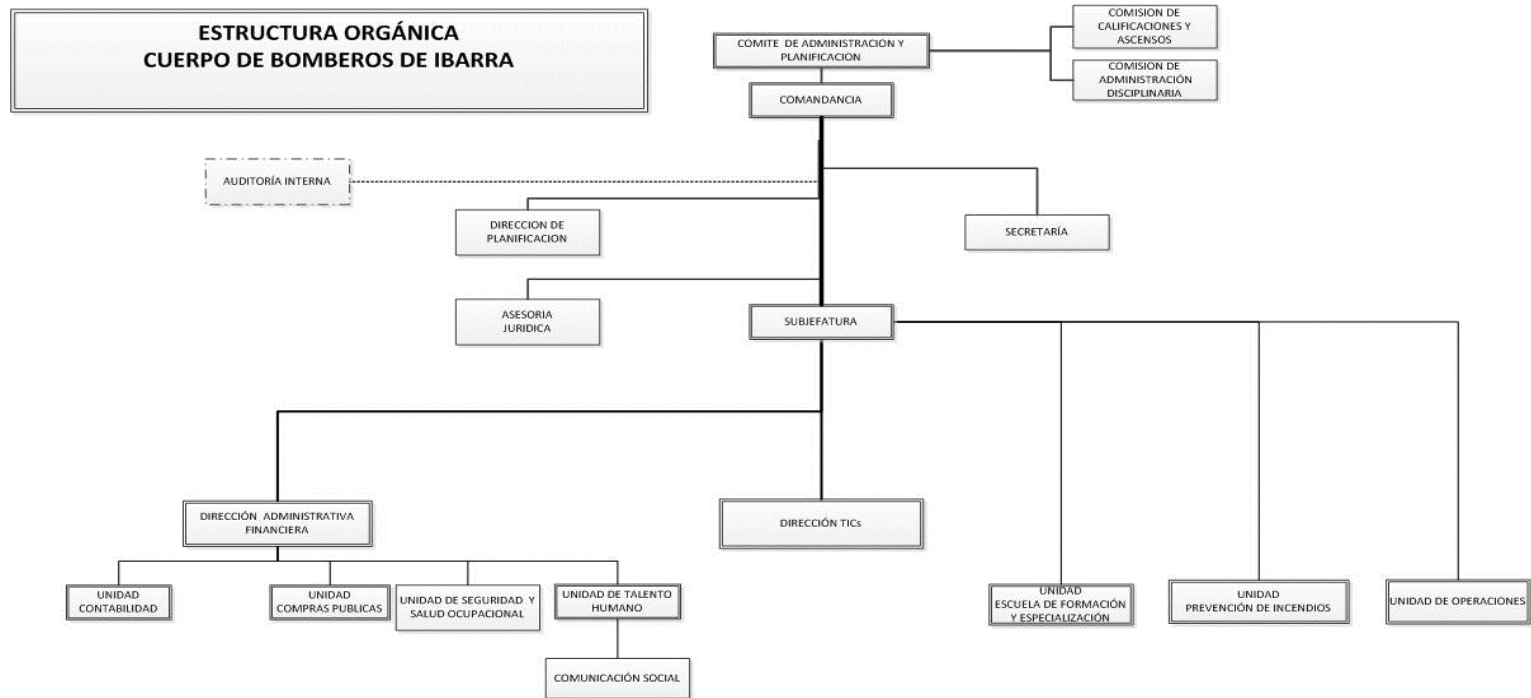 ESTRUCTURA ORGÁNICA
CUERPO DE BOMBEROS DE IBARRA
COMISION DE
CALIFICACIONES Y
ASCENSOS
COMITE DE ADMINISTRACION Y
PLANIFICACION
COMISION DE
ADMINISTRACIÓN
DISCIPLINARIA
COMANDANCIA
AUDITORÍA INTERNA
DIRECCION DE
PLANIFICACION
SECRETARÍA
ASESORIA
JURIDICA
SUBJEFATURA
DIRECCIÓN ADMINISTRATIVA
FINANCIERA
DIRECCIÓN TICs
UNIDAD
CONTABILIDAD
UNIDAD
COMPRAS PUBLICAS
UNIDAD DE SEGURIDAD Y
SALUD OCUPACIONAL
UNIDAD DE TALENTO
HUMANO
UNIDAD
ESCUELA DE FORMACIÓN
Y ESPECIALIZACIÓN
UNIDAD
PREVENCIÓN DE INCENDIOS
UNIDAD DE OPERACIONES
COMUNICACIÓN SOCIAL